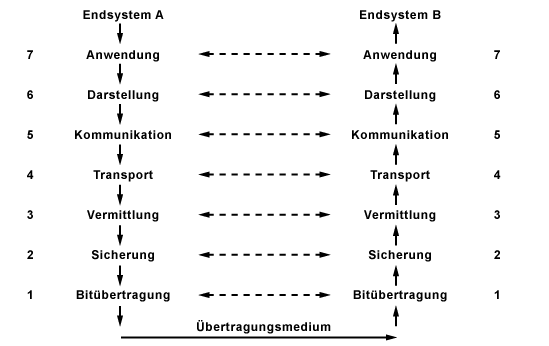 Endsystem A Endsystem B
7 Anwendung Anwendung 7
6 Darstellung Darstellung 6
5 Kommunikation Kommunikation 5
4 Transport Transport 4
3 Vermittlung Vermittlung 3
2 Sicherung Sicherung 2
1 Bitübertragung Bitübertragung 1
Übertragungsmedium